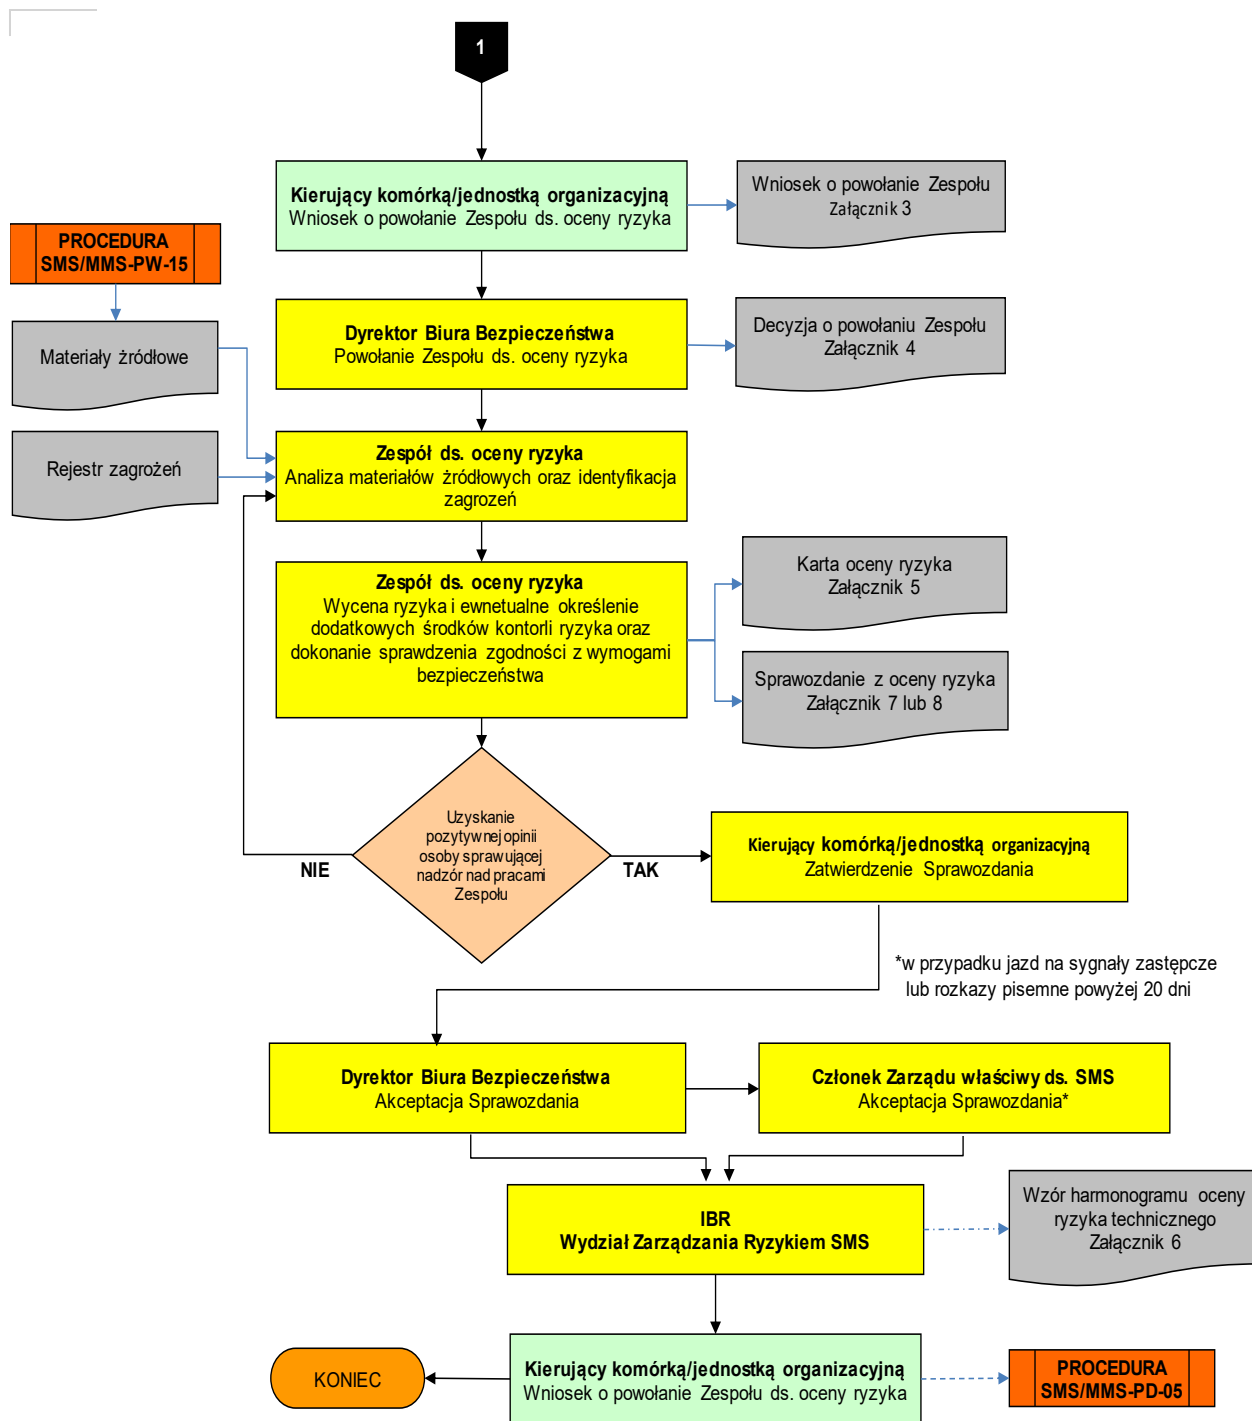 1
Kierujący komórką/jednostką organizacyjną
Wniosek o powołanie Zespołu ds. oceny ryzyka
Wniosek o powołanie Zespołu
Załącznik 3
PROCEDURA
SMS/MMS-PW-15
Dyrektor Biura Bezpieczeństwa
Powołanie Zespołu ds. oceny ryzyka
Decyzja o powołaniu Zespołu
Załącznik 4
Materiały źródłowe
Zespół ds. oceny ryzyka
Analiza materiałów źródłowych oraz identyfikacja
zagrozeń
Rejestr zagrożeń
Zespół ds. oceny ryzyka
Wycena ryzyka i ewnetualne określenie
dodatkowych środków kontorli ryzyka oraz
dokonanie sprawdzenia zgodności z wymogami
bezpieczeństwa
Karta oceny ryzyka
Załącznik 5
Sprawozdanie z oceny ryzyka
Załącznik 7 lub 8
Uzyskanie
pozytywnej opinii
osoby sprawującej
nadzór nad pracami
Zespołu
NIE
TAK
Kierujący komórką/jednostką organizacyjną
Zatwierdzenie Sprawozdania
*w przypadku jazd na sygnały zastępcze
lub rozkazy pisemne powyżej 20 dni
Dyrektor Biura Bezpieczeństwa
Akceptacja Sprawozdania
Członek Zarządu właściwy ds. SMS
Akceptacja Sprawozdania*
IBR
Wydział Zarządzania Ryzykiem SMS
Wzór harmonogramu oceny
ryzyka technicznego
Załącznik 6
KONIEC
Kierujący komórką/jednostką organizacyjną
Wniosek o powołanie Zespołu ds. oceny ryzyka
PROCEDURA
SMS/MMS-PD-05